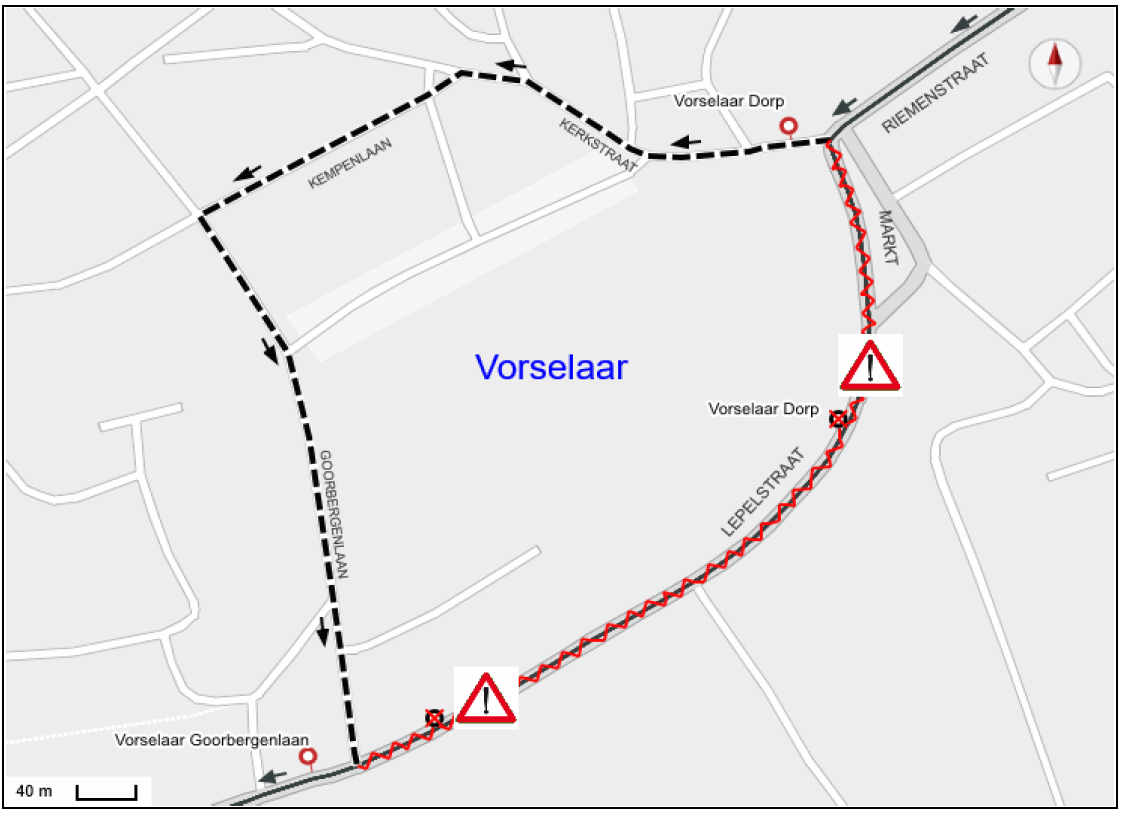 Vorselaar Dorp
RIEMENSTRAAT
KERKSTRAAT
KEMPENLAAN
MARKT
Vorselaar
Vorselaar Dorp
LEPELSTRAAT
GOORBERGENLAAN
Vorselaar Goorbergenlaan
40 m